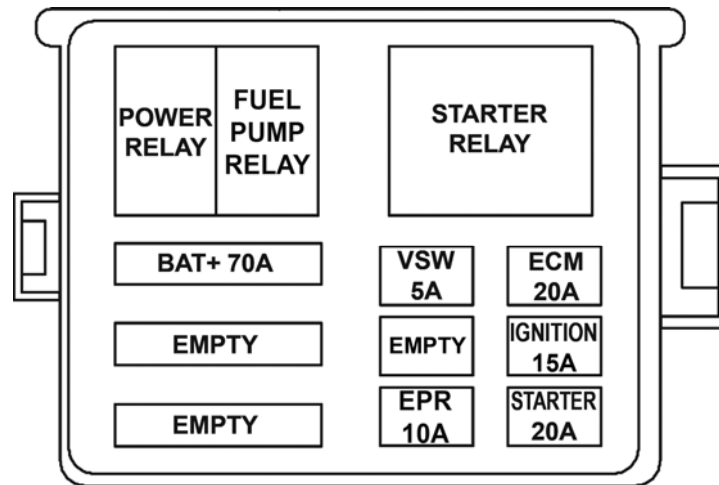 POWER
RELAY
FUEL
PUMP
RELAY
STARTER
RELAY
BAT+ 70A
VSW
5A
ECM
20A
EMPTY
EMPTY
IGNITION
15A
EMPTY
EPR
10A
STARTER
20A